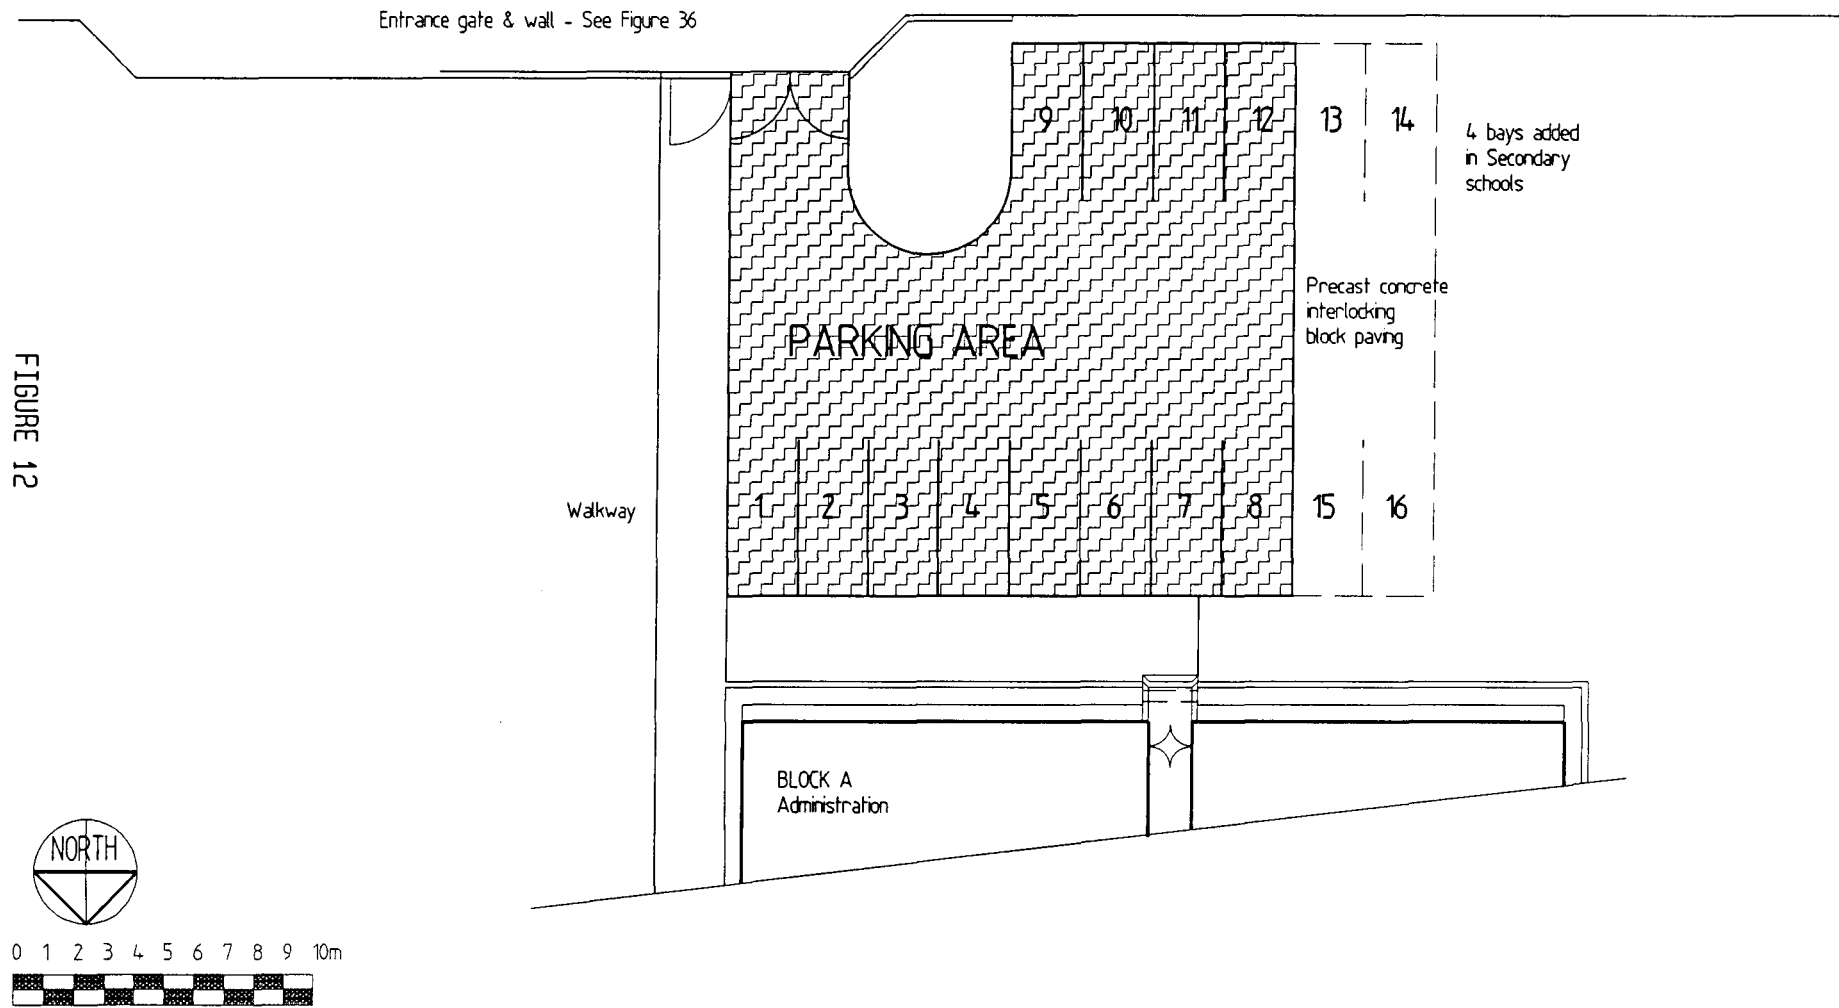 Entrance gate & wall - See Figure 36
9 10 11 12 13 14
4 bays added
in Secondary
schools
Precast concrete
interlocking
block paving
PARKING AREA
FIGURE 12
Walkway
1 2 3 4 5 6 7 8 15 16
BLOCK A
Administration
NORTH
0 1 2 3 4 5 6 7 8 9 10m